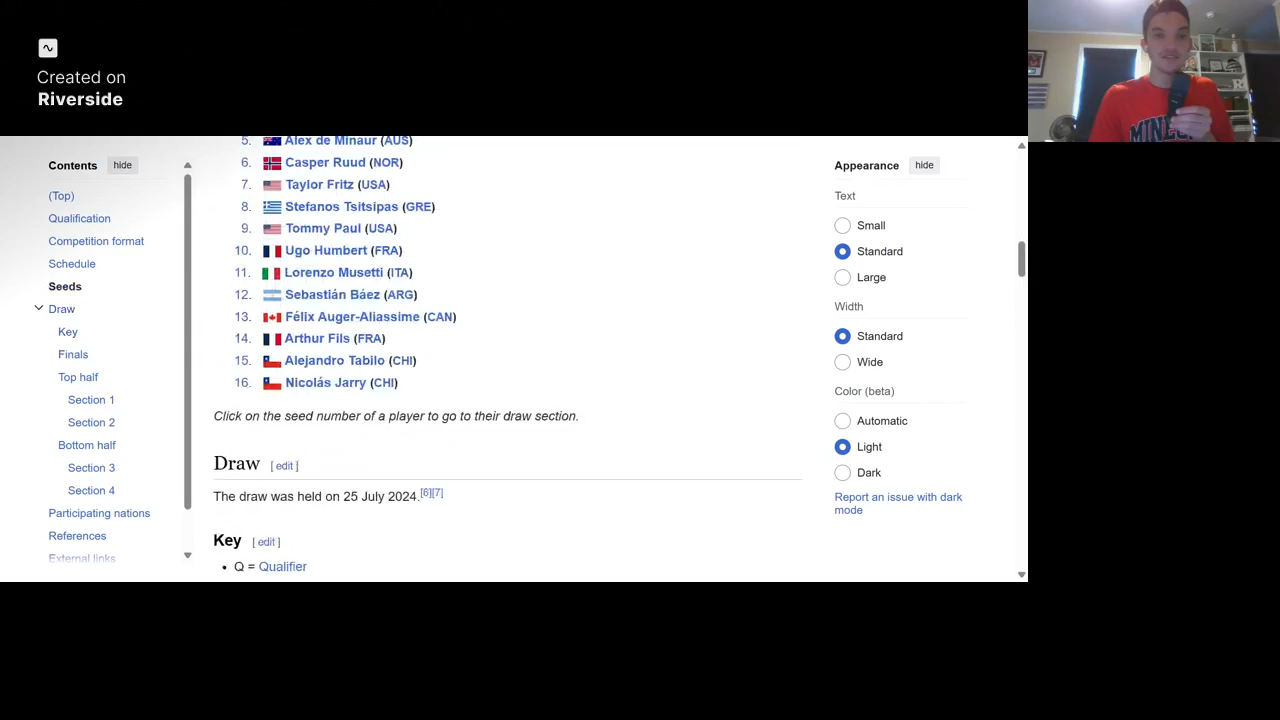 Created on
Riverside
Contents hide
(Top)
Qualification
Competition format
Schedule
Seeds
Draw
Key
Finals
Top half
Section 1
Section 2
Bottom half
Section 3
Section 4
Participating nations
References
External links
5. Alex de Minaur (AUS)
6. Casper Ruud (NOR)
7. Taylor Fritz (USA)
8. Stefanos Tsitsipas (GRE)
9. Tommy Paul (USA)
10. Ugo Humbert (FRA)
11. Lorenzo Musetti (ITA)
12. Sebastián Báez (ARG)
13. Félix Auger-Aliassime (CAN)
14. Arthur Fils (FRA)
15. Alejandro Tabilo (CHI)
16. Nicolás Jarry (CHI)
Click on the seed number of a player to go to their draw section.
Draw [ edit ]
The draw was held on 25 July 2024.[6][7]
Key [ edit ]
• Q = Qualifier
Appearance hide
Text
Small
Standard
Large
Width
Standard
Wide
Color (beta)
Automatic
Light
Dark
Report an issue with dark
mode